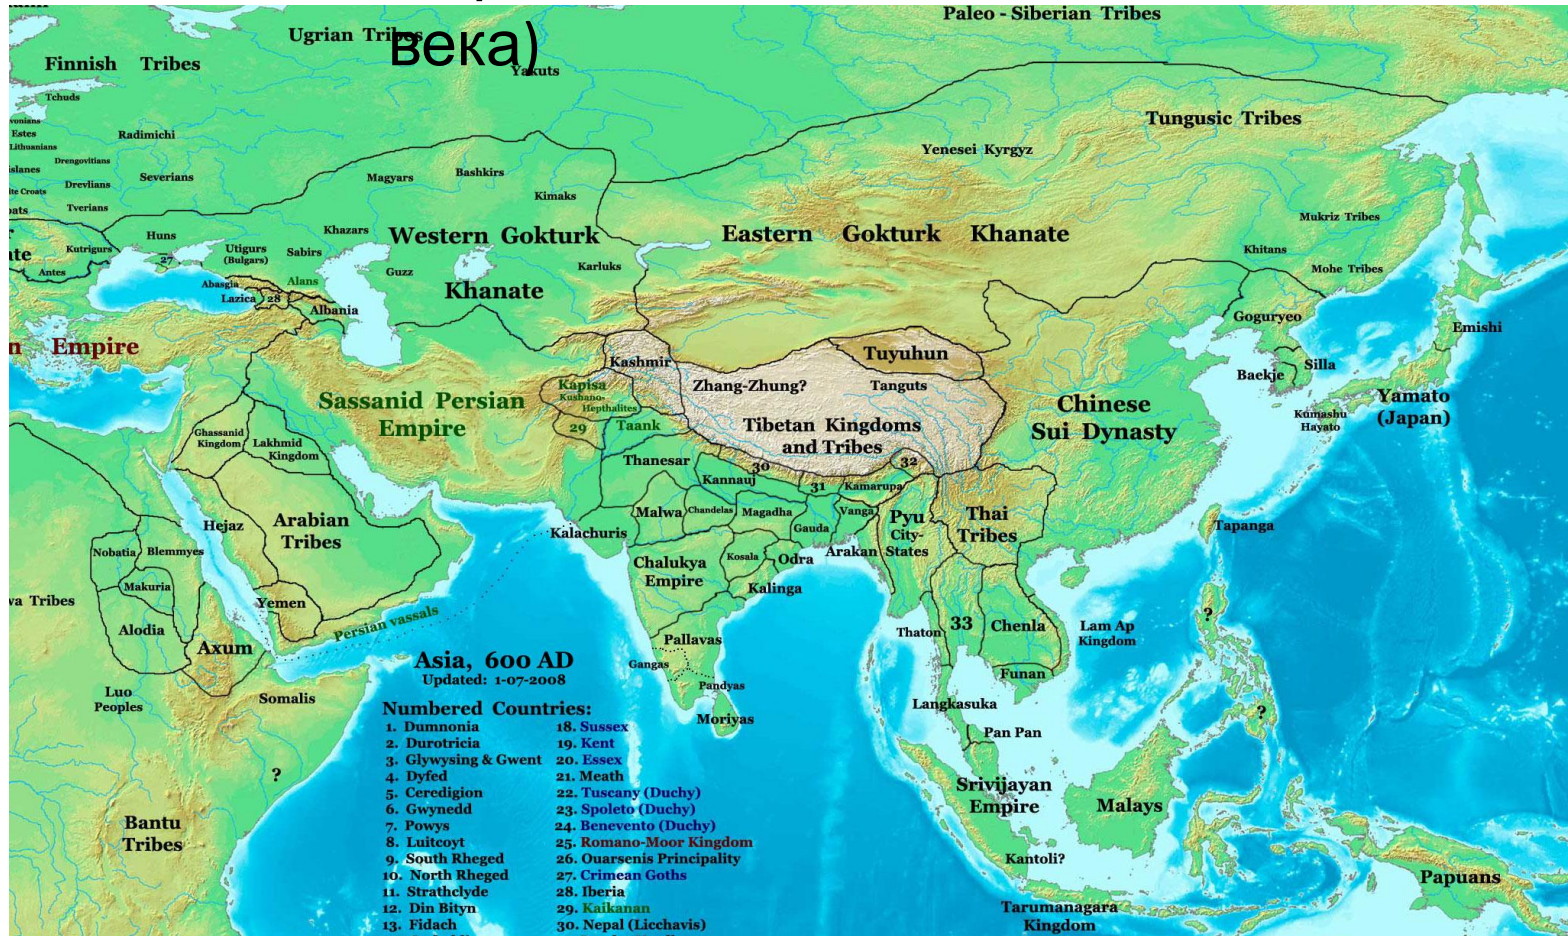 века)
Paleo - Siberian Tribes
Ugrian Tribes
Finnish Tribes
Yakuts
Tchuds
Tungusic Tribes
Estes
Radimichi
Lithuanians
Yenesei Kyrgyz
Drengovitians
Severians
Magyars
Bashkirs
Drevlians
Kimaks
Tverians
Mukriz Tribes
Khazars
Huns
Western Gokturk
Khanate
Eastern Gokturk Khanate
Kutrigurs
Utigurs
(Bulgars)
Sabirs
Khitans
27
Antes
Guzz
Karluks
Mohe Tribes
Abasgia
Alans
Lazica
28
Albania
Goguryeo
Emishi
Empire
Kashmir
Tuyuhun
Silla
Baekje
Zhang-Zhung?
Tanguts
Kapisa
Kushano-
Hepthalites
Sassanid Persian
Empire
Chinese
Sui Dynasty
Yamato
(Japan)
Kumashu
Hayato
29
Taank
Tibetan Kingdoms
and Tribes
Ghassanid
Kingdom
Lakhmid
Kingdom
Thanesar
30
32
Kannauj
31
Kamarupa
Malwa
Chandelas
Magadha
Vanga
Gauda
Pyu
City-
States
Thai
Tribes
Hejaz
Arabian
Tribes
Kalachuris
Tapanga
Nobatia
Blemmyes
Arakan
Chalukya
Empire
Kosala
Odra
Makuria
Kalinga
wa Tribes
Yemen
Persian vassals
Alodia
Axum
Pallavas
Thaton
33
Chenla
Lam Ap
Kingdom
?
Gangas
Asia, 600 AD
Updated: 1-07-2008
Funan
Pandyas
Luo
Peoples
Somalis
Langkasuka
Moriyas
?
Pan Pan
Numbered Countries:
1. Dumnonia
2. Durotricia
3. Glywysing & Gwent
4. Dyfed
5. Ceredigion
6. Gwynedd
7. Powys
8. Luitcoyt
9. South Rheged
10. North Rheged
11. Strathclyde
12. Din Bityn
13. Fidach
18. Sussex
19. Kent
20. Essex
21. Meath
22. Tuscany (Duchy)
23. Spoleto (Duchy)
24. Benevento (Duchy)
25. Romano-Moor Kingdom
26. Ouarsenis Principality
27. Crimean Goths
28. Iberia
29. Kaikanan
30. Nepal (Licchavis)
?
Bantu
Tribes
Srivijayan
Empire
Malays
Kantoli?
Papuans
Tarumanagara
Kingdom